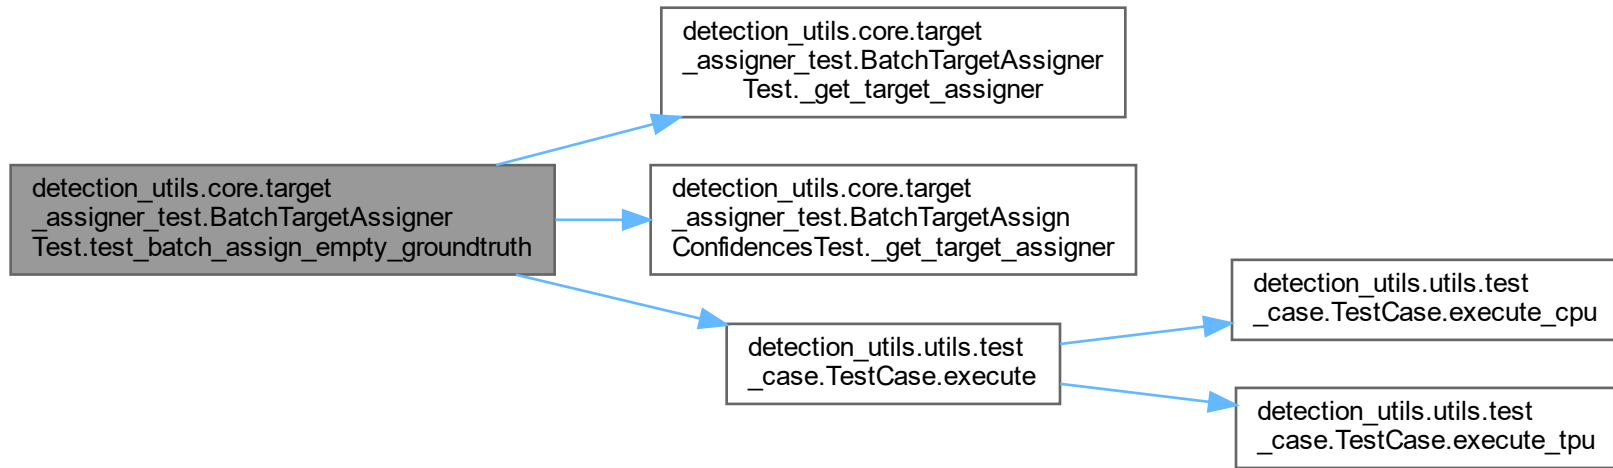 detection_utils.core.target
_assigner_test.BatchTargetAssigner
Test._get_target_assigner
detection_utils.core.target
_assigner_test.BatchTargetAssigner
Test.test_batch_assign_empty_groundtruth
detection_utils.core.target
_assigner_test.BatchTargetAssign
ConfidencesTest._get_target_assigner
detection_utils.utils.test
_case.TestCase.execute
detection_utils.utils.test
_case.TestCase.execute_cpu
detection_utils.utils.test
_case.TestCase.execute_tpu